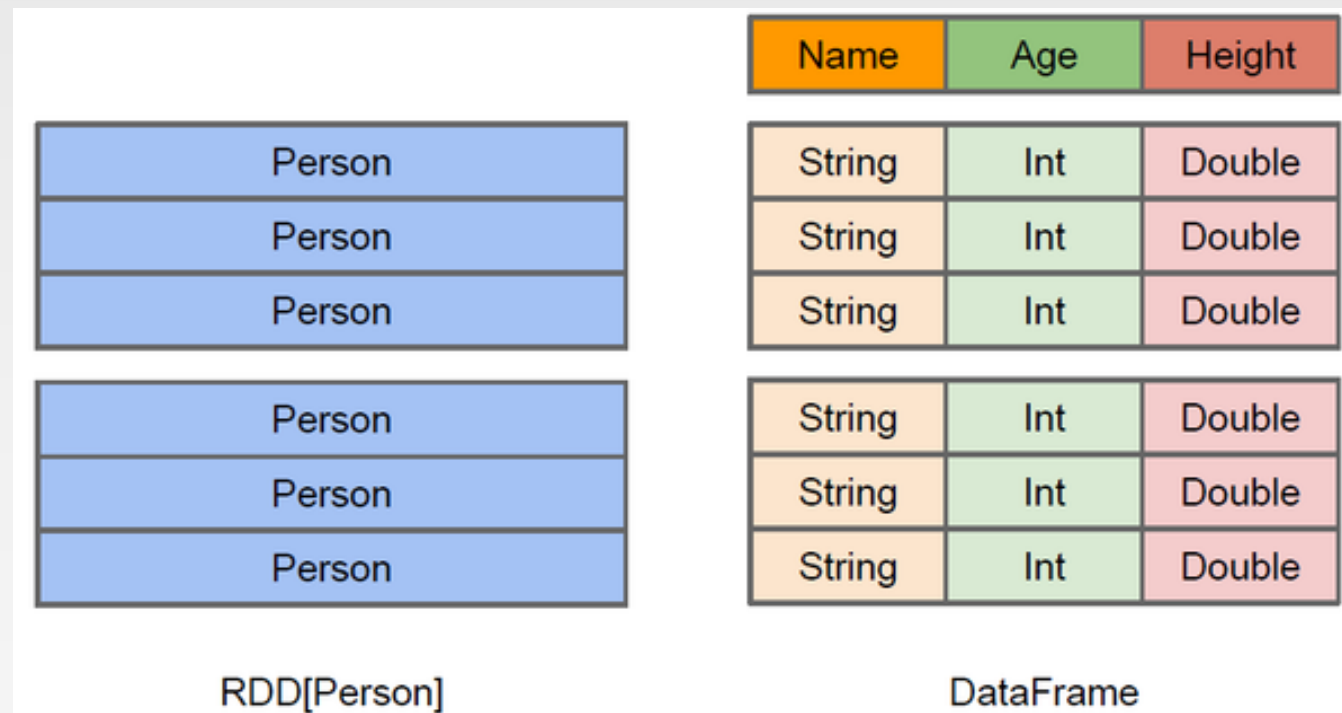 Name Age Height
Person String Int Double
Person String Int Double
Person String Int Double
Person String Int Double
Person String Int Double
Person String Int Double
RDD[Person] DataFrame